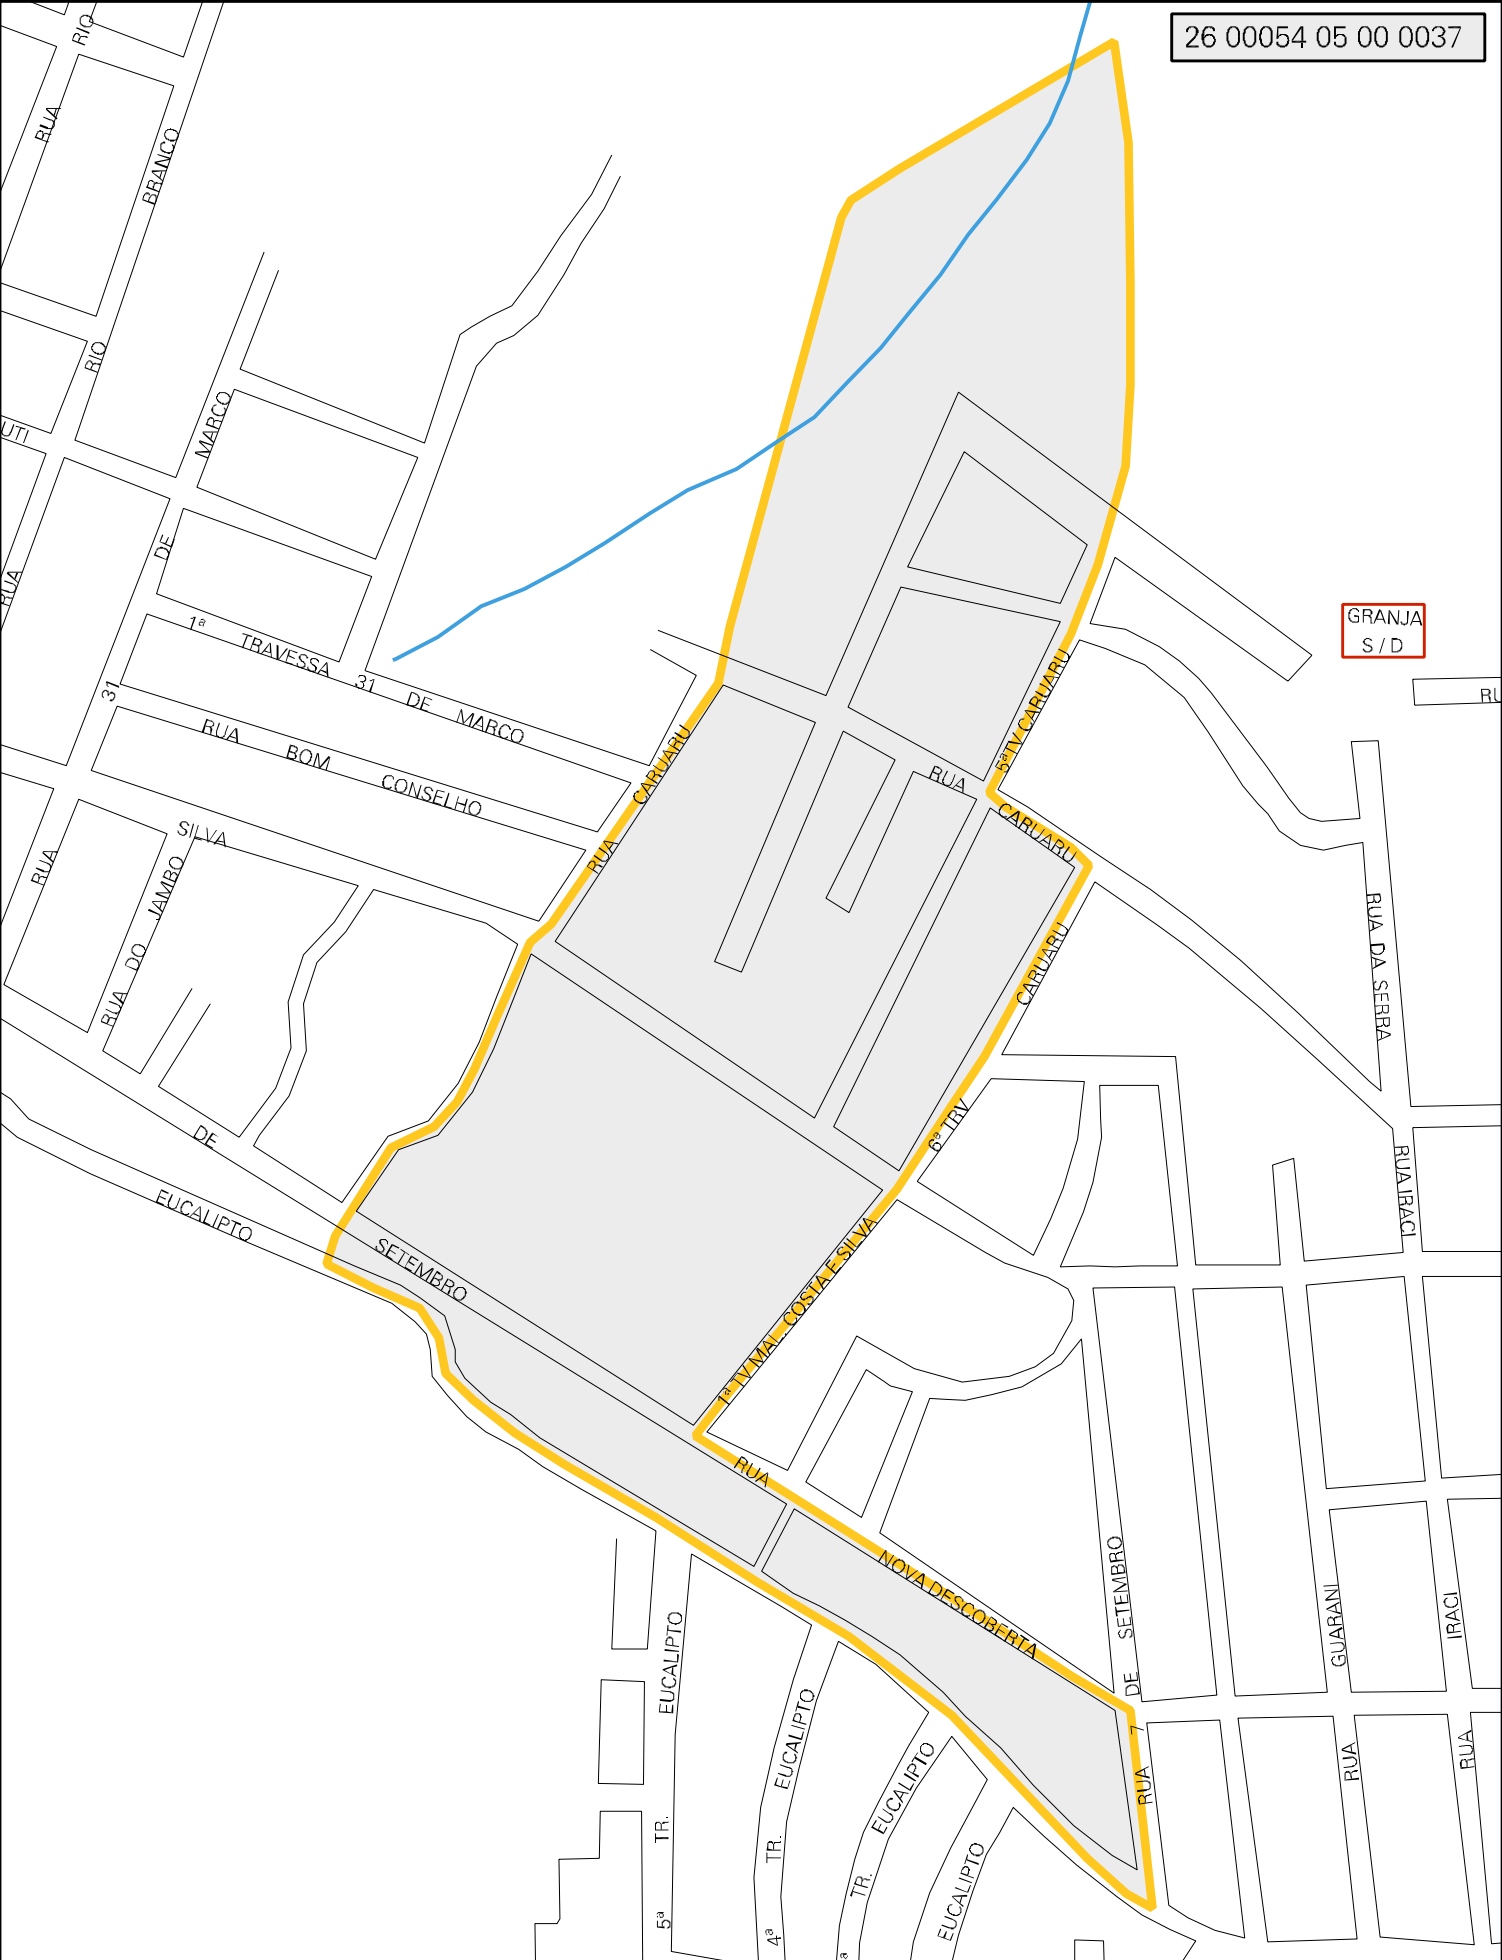 26 00054 05 00 0037
RIO
RUA
BRANCO
RIO
MARCO
UTI
DE
RUA
1ª TRAVESSA 31 DE MARCO
31
GRANJA
S / D
RUA BOM CONSELHO
RUA CARUARU
5ª TV CARUARU
RUA CARUARU
SILVA
RUA
RUA DO JAMBO
CARUARU
RUA DA SERRA
6ª TRV
DE SETEMBRO
EUCALIPTO
RUA IRACI
1ª TV MAL. COSTA E SILVA
RUA NOVA DESCOBERTA
RUA 7 DE SETEMBRO
RUA GUARANI
RUA IRACI
5ª TR. EUCALIPTO
4ª TR. EUCALIPTO
ª TR. EUCALIPTO
EUCALIPTO